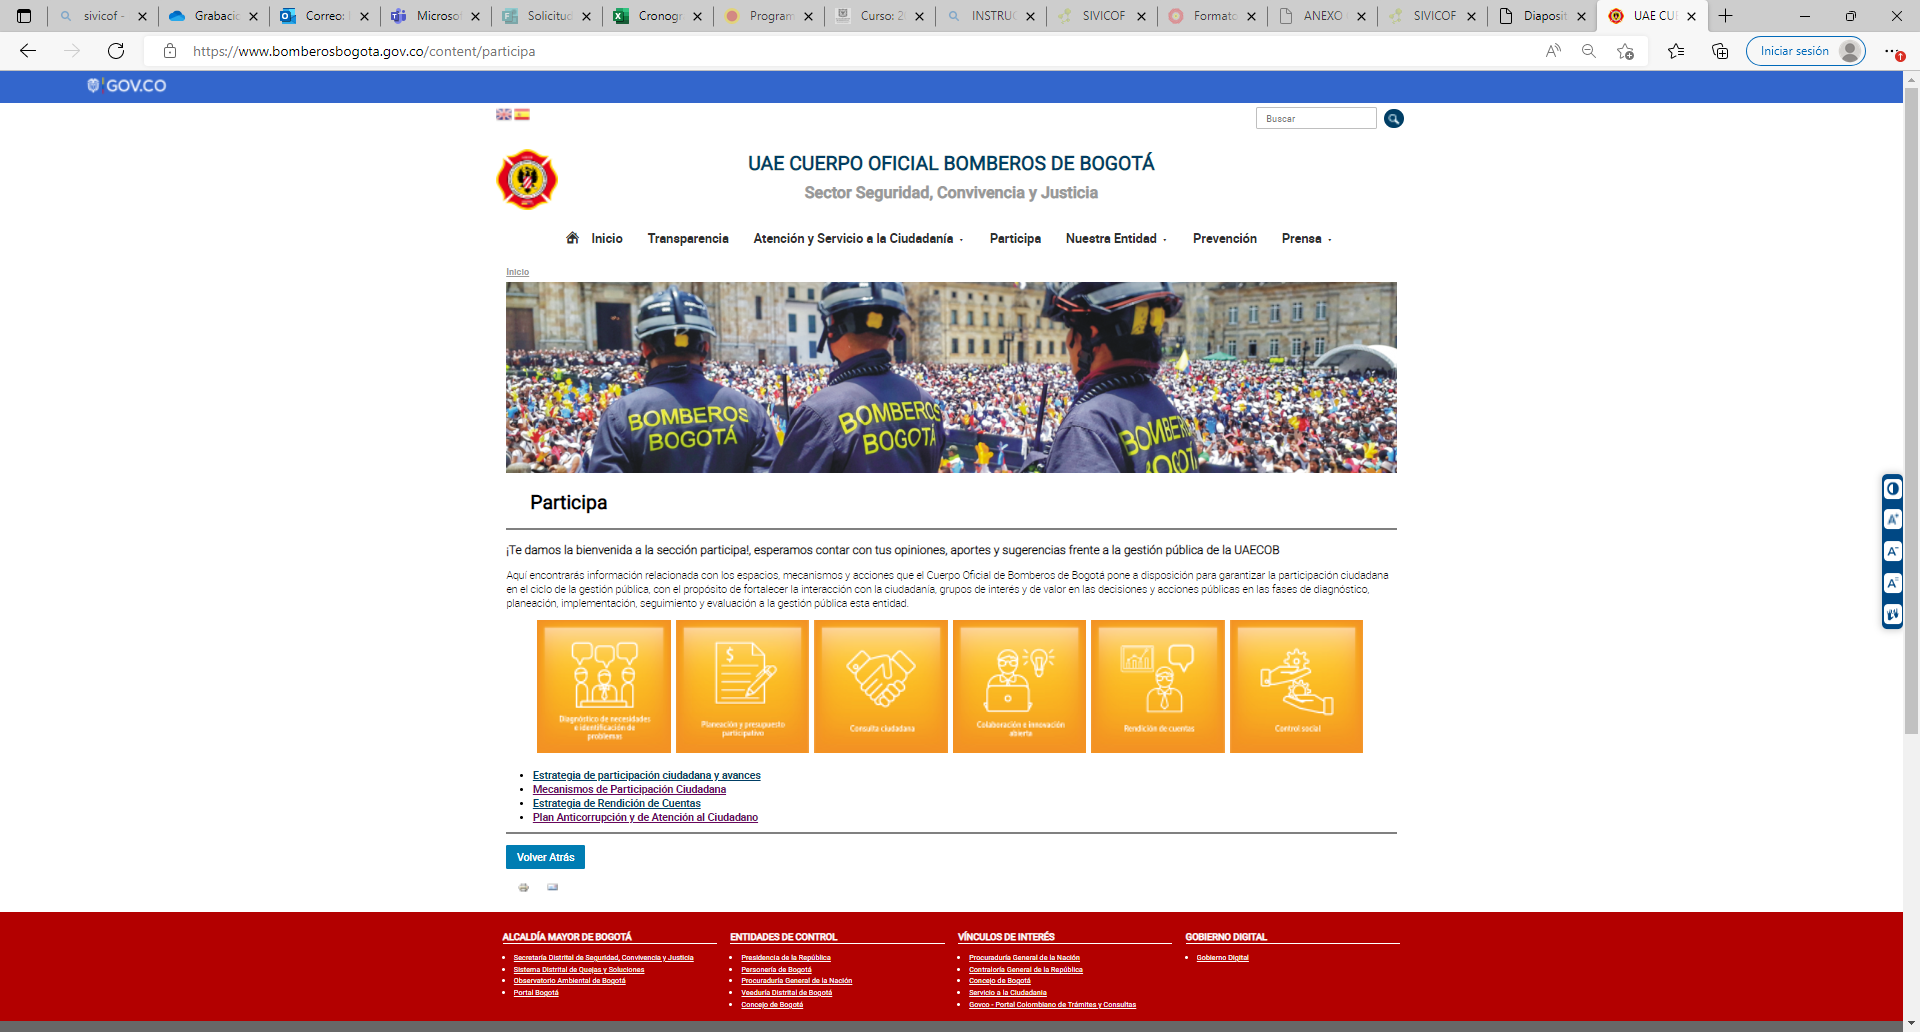 sivicof -
Grabacio
Correo:
Microso
Solicitud
Cronogr
Program
Curso: 2
INSTRUC
SIVICOF
Formato
ANEXO
SIVICOF
Diaposit
UAE CUE
https://www.bomberosbogota.gov.co/content/participa
Iniciar sesión
GOV.CO
Buscar
UAE CUERPO OFICIAL BOMBEROS DE BOGOTÁ
Sector Seguridad, Convivencia y Justicia
Inicio
Transparencia
Atención y Servicio a la Ciudadanía
Participa
Nuestra Entidad
Prevención
Prensa
Inicio
BOMBEROS
BOGOTÁ
BOMBEROS
BOGOTÁ
BOMBER
BOGOT
Participa
¡Te damos la bienvenida a la sección participa!, esperamos contar con tus opiniones, aportes y sugerencias frente a la gestión pública de la UAECOB
Aquí encontrarás información relacionada con los espacios, mecanismos y acciones que el Cuerpo Oficial de Bomberos de Bogotá pone a disposición para garantizar la participación ciudadana
en el ciclo de la gestión pública, con el propósito de fortalecer la interacción con la ciudadanía, grupos de interés y de valor en las decisiones y acciones públicas en las fases de diagnóstico,
planeación, implementación, seguimiento y evaluación a la gestión pública esta entidad.
Diagnóstico de necesidades
e identificación de
problemas
Planeación y presupuesto
participativo
Consulta ciudadana
Colaboración e innovación
abierta
Rendición de cuentas
Control social
Estrategia de participación ciudadana y avances
Mecanismos de Participación Ciudadana
Estrategia de Rendición de Cuentas
Plan Anticorrupción y de Atención al Ciudadano
Volver Atrás
ALCALDÍA MAYOR DE BOGOTÁ
Secretaría Distrital de Seguridad, Convivencia y Justicia
Sistema Distrital de Quejas y Soluciones
Observatorio Ambiental de Bogotá
Portal Bogotá
ENTIDADES DE CONTROL
Presidencia de la República
Personería de Bogotá
Procuraduría General de la Nación
Veeduría Distrital de Bogotá
Concejo de Bogotá
VÍNCULOS DE INTERÉS
Procuraduría General de la Nación
Contraloría General de la República
Concejo de Bogotá
Servicio a la Ciudadanía
Govco - Portal Colombiano de Trámites y Consultas
GOBIERNO DIGITAL
Gobierno Digital